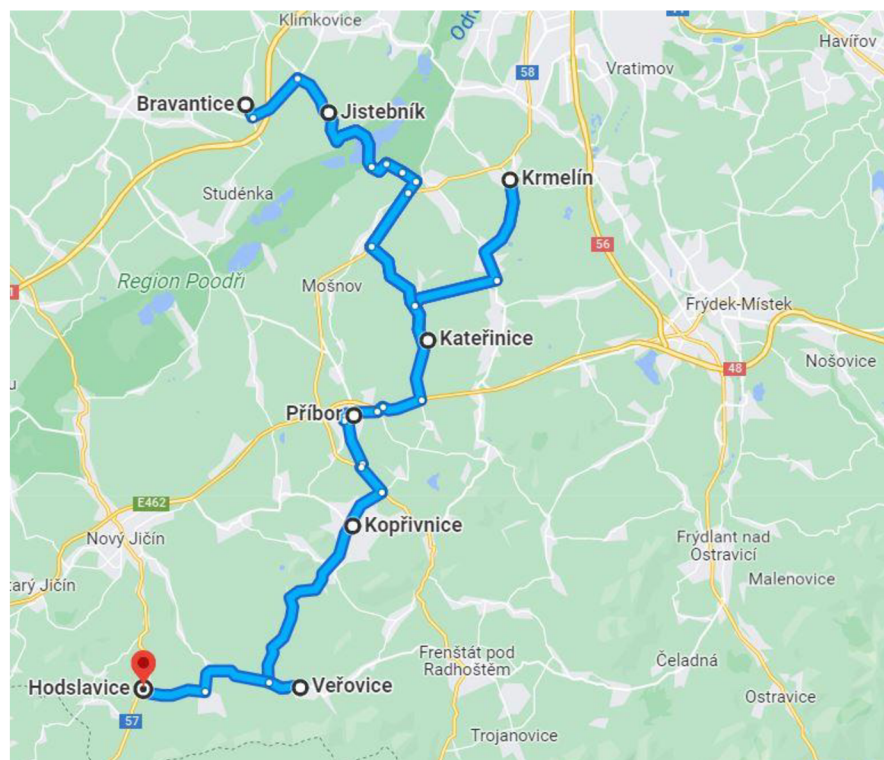 Klimkovice
Odra
58
Havířov
Vratimov
Bravantice
Jistebník
Krmelín
Studénka
56
Region Poodří
Mošnov
Frýdek-Místek
Kateřinice
48
Nošovice
Příbor
E462
Kopřivnice
Nový Jičín
Frýdlant nad
Ostravicí
Malenovice
tarý Jičín
Frenštát pod
Radhoštěm
Čeladná
Hodslavice
Veřovice
Ostravice
57
Trojanovice